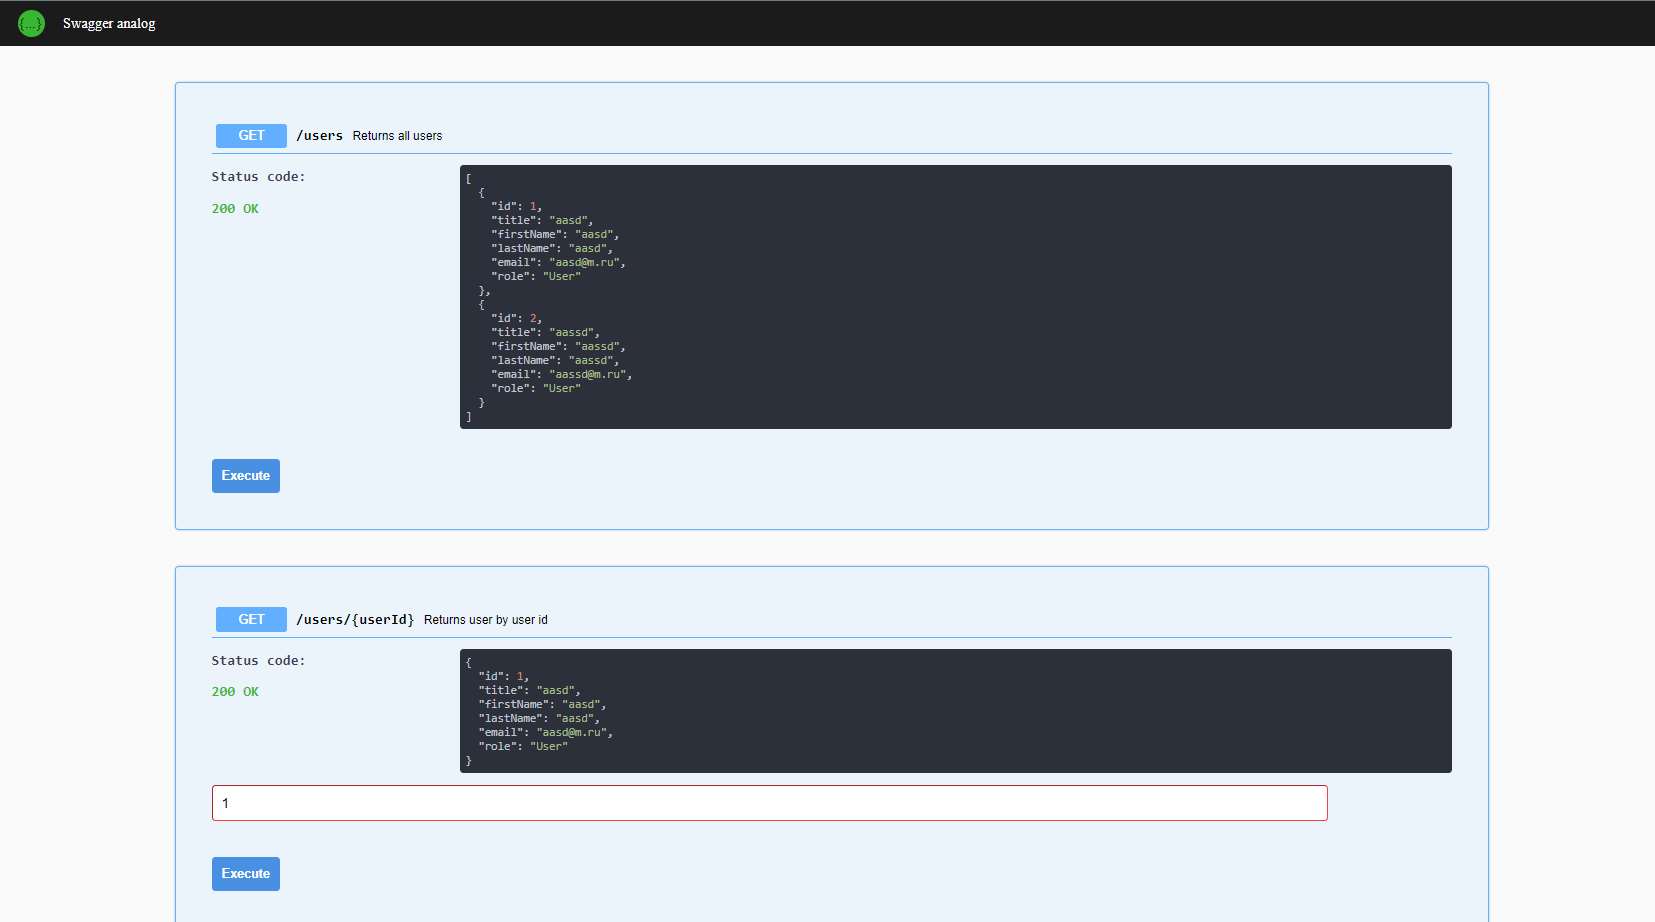 {...} Swagger analog
GET /users Returns all users
Status code:
200 OK
[
  {
    "id": 1,
    "title": "aasd",
    "firstName": "aasd",
    "lastName": "aasd",
    "email": "aasd@m.ru",
    "role": "User"
  },
  {
    "id": 2,
    "title": "aassd",
    "firstName": "aassd",
    "lastName": "aassd",
    "email": "aassd@m.ru",
    "role": "User"
  }
]
Execute
GET /users/{userId} Returns user by user id
Status code:
200 OK
{
  "id": 1,
  "title": "aasd",
  "firstName": "aasd",
  "lastName": "aasd",
  "email": "aasd@m.ru",
  "role": "User"
}
1
Execute